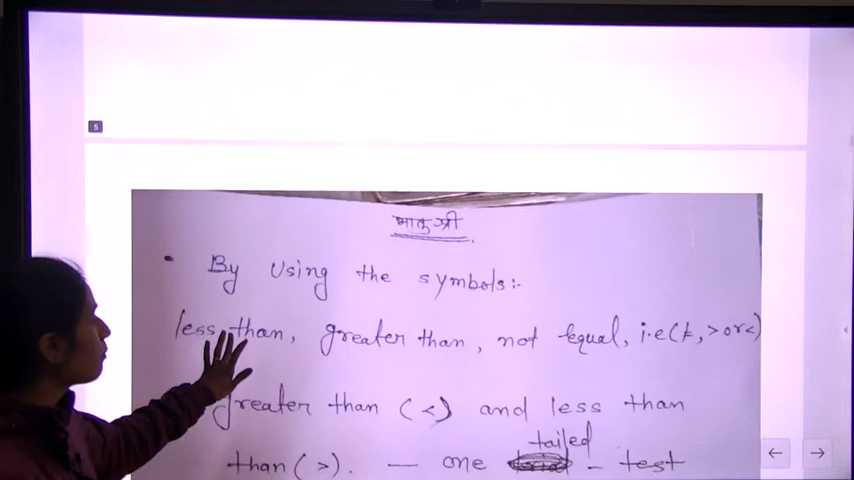 5
भातु श्री
• By using the symbols:-
less than, greater than, not equal, i.e (≠, > or <)
greater than (<) and less than
than (>). — one tailed - test